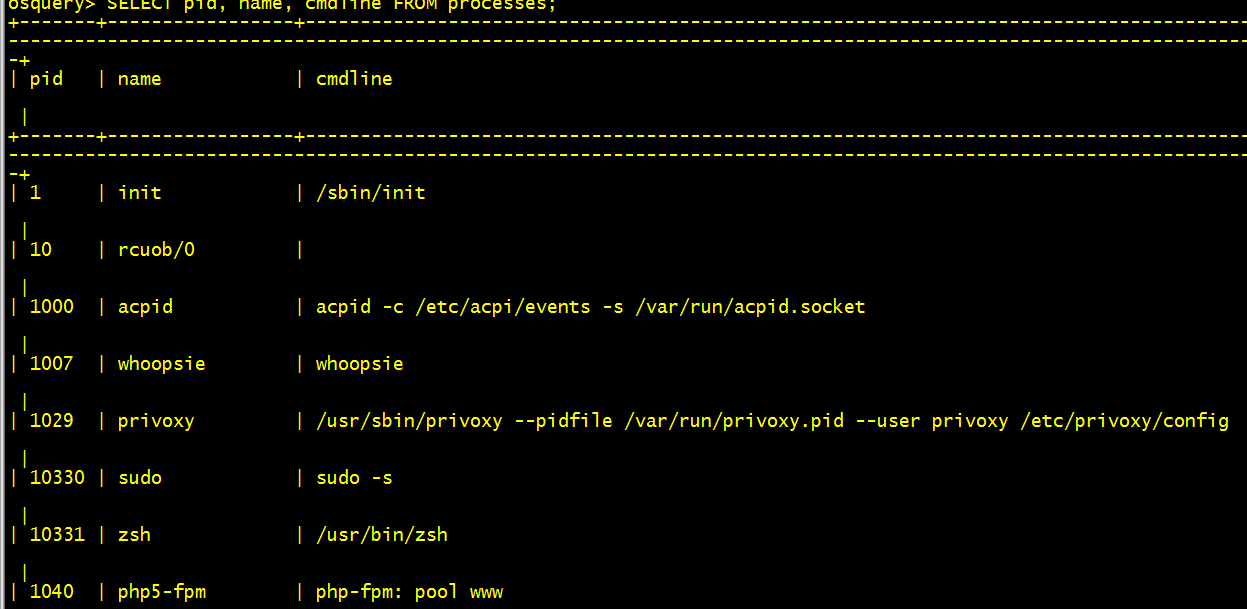 osquery> SELECT pid, name, cmdline FROM processes;
+-------+-----------------+--------------------------------------------------------------------------------------
------------------------------------------------------------------------------------------------------------------
-+
| pid   | name            | cmdline
 |
+-------+-----------------+--------------------------------------------------------------------------------------
------------------------------------------------------------------------------------------------------------------
-+
| 1     | init            | /sbin/init
 |
| 10    | rcuob/0         |
 |
| 1000  | acpid           | acpid -c /etc/acpi/events -s /var/run/acpid.socket
 |
| 1007  | whoopsie        | whoopsie
 |
| 1029  | privoxy         | /usr/sbin/privoxy --pidfile /var/run/privoxy.pid --user privoxy /etc/privoxy/config
 |
| 10330 | sudo            | sudo -s
 |
| 10331 | zsh             | /usr/bin/zsh
 |
| 1040  | php5-fpm        | php-fpm: pool www